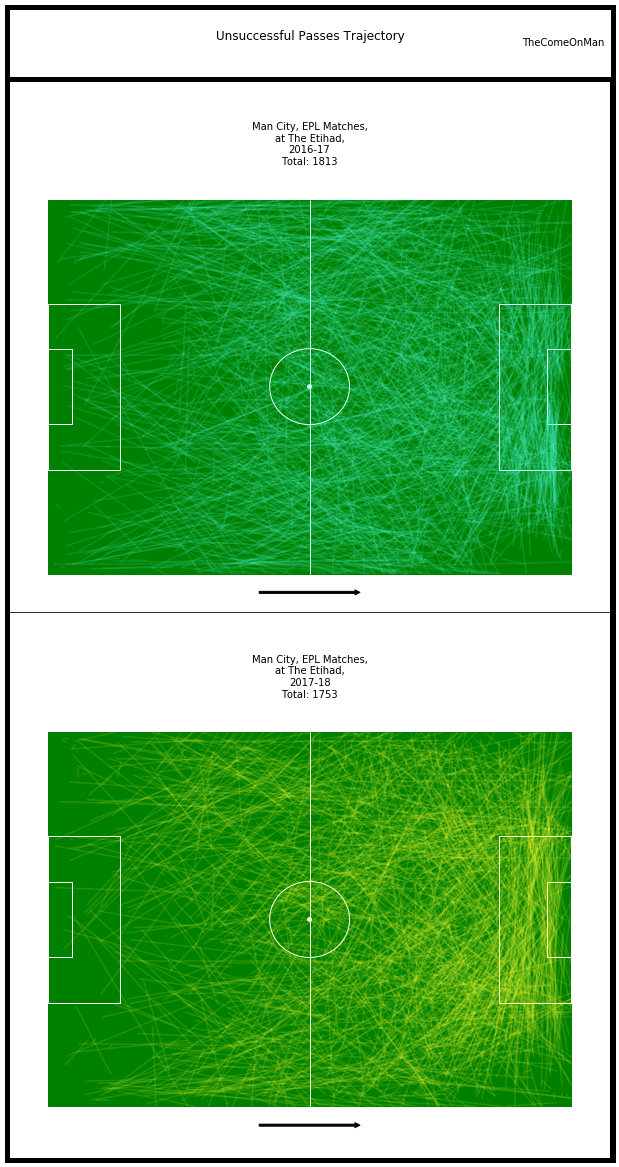 Unsuccessful Passes Trajectory
TheComeOnMan
Man City, EPL Matches,
at The Etihad,
2016-17
Total: 1813
Man City, EPL Matches,
at The Etihad,
2017-18
Total: 1753